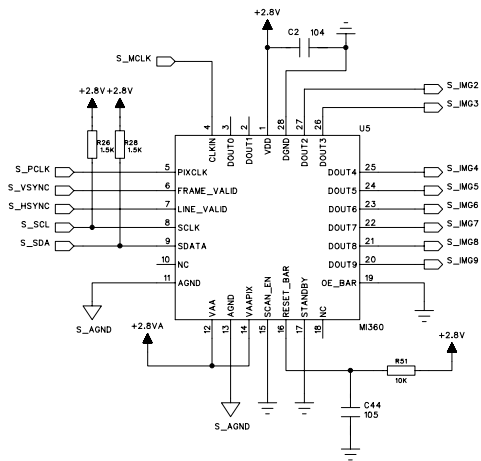 +2.8V
C2 104
S_MCLK
+2.8V +2.8V
S_IMG2
S_IMG3
R26 1.5K
R28 1.5K
4 3 2 1 28 27 26
U5
CLKIN DOUT0 DOUT1 VDD DGND DOUT2 DOUT3
S_PCLK 5 PIXCLK
DOUT4 25 S_IMG4
S_VSYNC 6 FRAME_VALID
DOUT5 24 S_IMG5
S_HSYNC 7 LINE_VALID
DOUT6 23 S_IMG6
S_SCL 8 SCLK
DOUT7 22 S_IMG7
S_SDA 9 SDATA
DOUT8 21 S_IMG8
10 NC
DOUT9 20 S_IMG9
11 AGND
OE_BAR 19
VAA AGND VAAPIX SCAN_EN RESET_BAR STANDBY NC
MI360
12 13 14 15 16 17 18
S_AGND
+2.8VA
+2.8V
R51
10K
C44
105
S_AGND